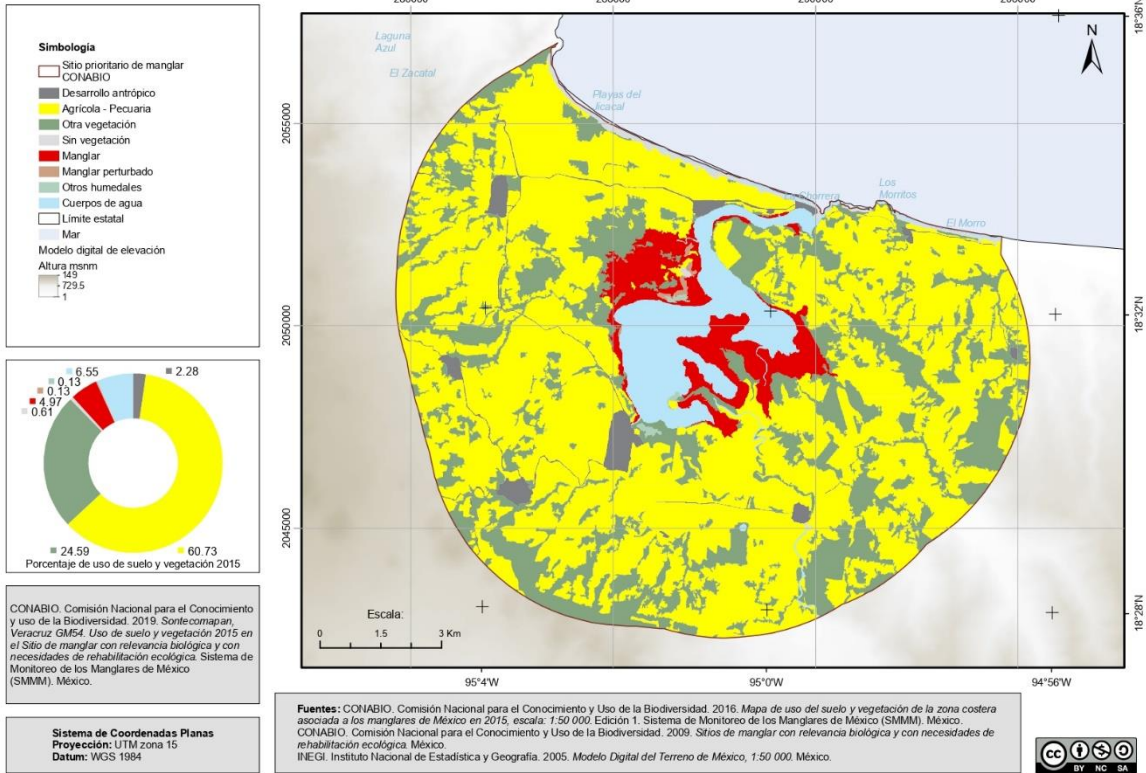 Simbología
Sitio prioritario de manglar
CONABIO
Desarrollo antrópico
Agrícola - Pecuaria
Otra vegetación
Sin vegetación
Manglar
Manglar perturbado
Otros humedales
Cuerpos de agua
Límite estatal
Mar
Modelo digital de elevación
Altura msnm
149
729.5
1
6.55
2.28
0.13
0.13
4.97
0.61
24.59
60.73
Porcentaje de uso de suelo y vegetación 2015
CONABIO. Comisión Nacional para el Conocimiento
y uso de la Biodiversidad. 2019. Sontecomapan,
Veracruz GM54. Uso de suelo y vegetación 2015 en
el Sitio de manglar con relevancia biológica y con
necesidades de rehabilitación ecológica. Sistema de
Monitoreo de los Manglares de México
(SMMM). México.
Sistema de Coordenadas Planas
Proyección: UTM zona 15
Datum: WGS 1984
Laguna
Azul
El Zacatal
Playas del
Jicacal
La Chorrera
Los
Morritos
El Morro
N
18°36'N
18°32'N
18°28'N
2055000
2050000
2045000
Escala:
0 1.5 3 Km
95°4'W
95°0'W
94°56'W
Fuentes: CONABIO. Comisión Nacional para el Conocimiento y Uso de la Biodiversidad. 2016. Mapa de uso del suelo y vegetación de la zona costera
asociada a los manglares de México en 2015, escala: 1:50 000. Edición 1. Sistema de Monitoreo de los Manglares de México (SMMM). México.
CONABIO. Comisión Nacional para el Conocimiento y Uso de la Biodiversidad. 2009. Sitios de manglar con relevancia biológica y con necesidades de
rehabilitación ecológica. México.
INEGI. Instituto Nacional de Estadística y Geografía. 2005. Modelo Digital del Terreno de México, 1:50 000. México.
cc
BY NC SA